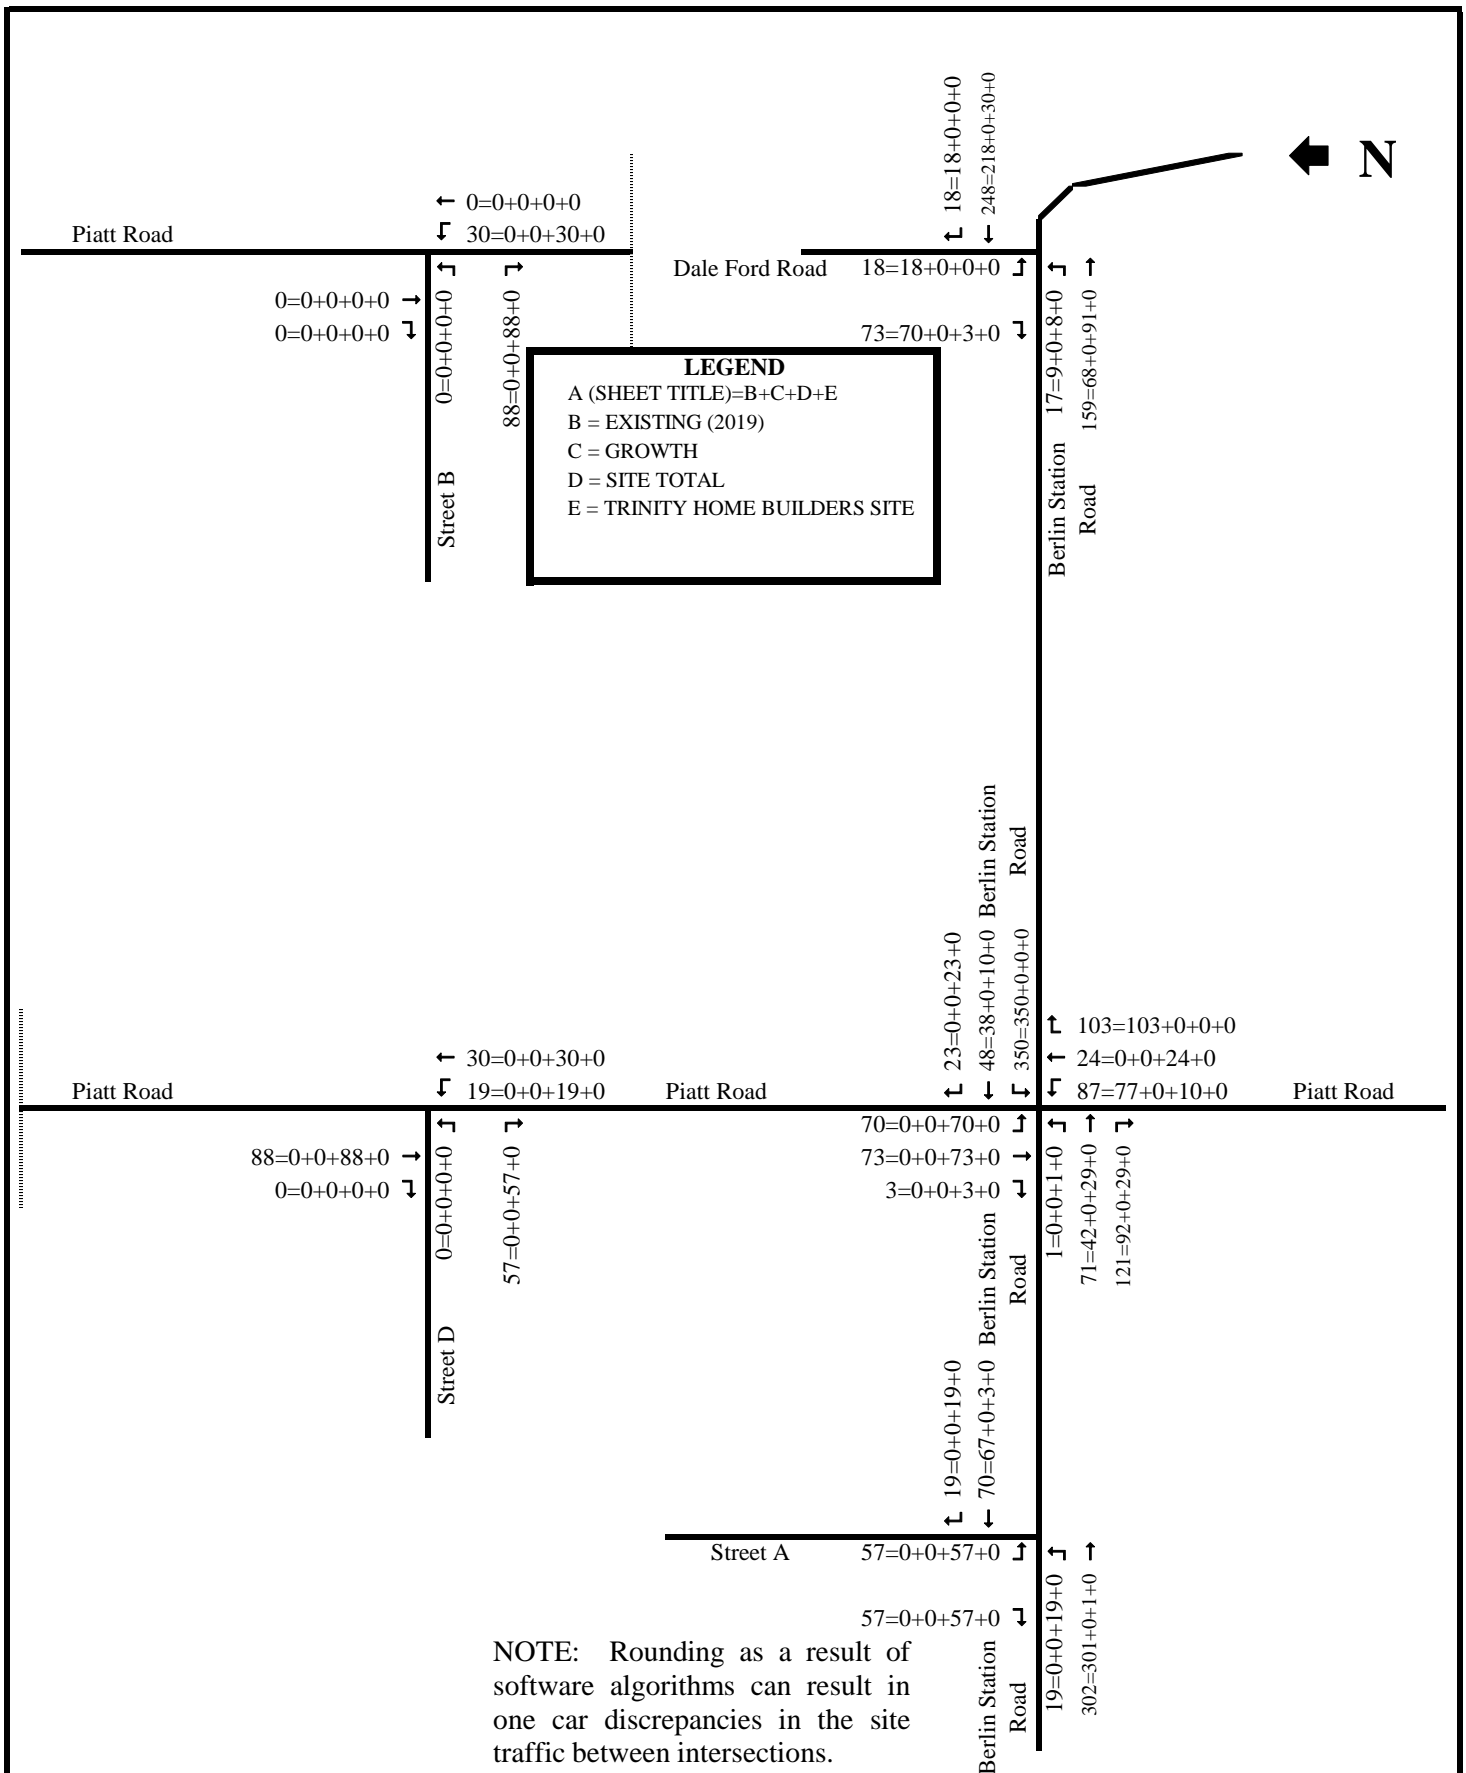 18=18+0+0+0
248=218+0+30+0
N
0=0+0+0+0
30=0+0+30+0
Piatt Road
0=0+0+0+0
0=0+0+0+0
0=0+0+0+0
88=0+0+88+0
Street B
Dale Ford Road
18=18+0+0+0
73=70+0+3+0
17=9+0+8+0
159=68+0+91+0
Berlin Station
Road
LEGEND
A (SHEET TITLE)=B+C+D+E
B = EXISTING (2019)
C = GROWTH
D = SITE TOTAL
E = TRINITY HOME BUILDERS SITE
Berlin Station
Road
23=0+0+23+0
48=38+0+10+0
350=350+0+0+0
103=103+0+0+0
24=0+0+24+0
87=77+0+10+0
Piatt Road
30=0+0+30+0
19=0+0+19+0
Piatt Road
Piatt Road
88=0+0+88+0
0=0+0+0+0
0=0+0+0+0
57=0+0+57+0
Street D
70=0+0+70+0
73=0+0+73+0
3=0+0+3+0
1=0+0+1+0
71=42+0+29+0
121=92+0+29+0
Berlin Station
Road
19=0+0+19+0
70=67+0+3+0
Street A
57=0+0+57+0
57=0+0+57+0
19=0+0+19+0
302=301+0+1+0
Berlin Station
Road
NOTE: Rounding as a result of
software algorithms can result in
one car discrepancies in the site
traffic between intersections.